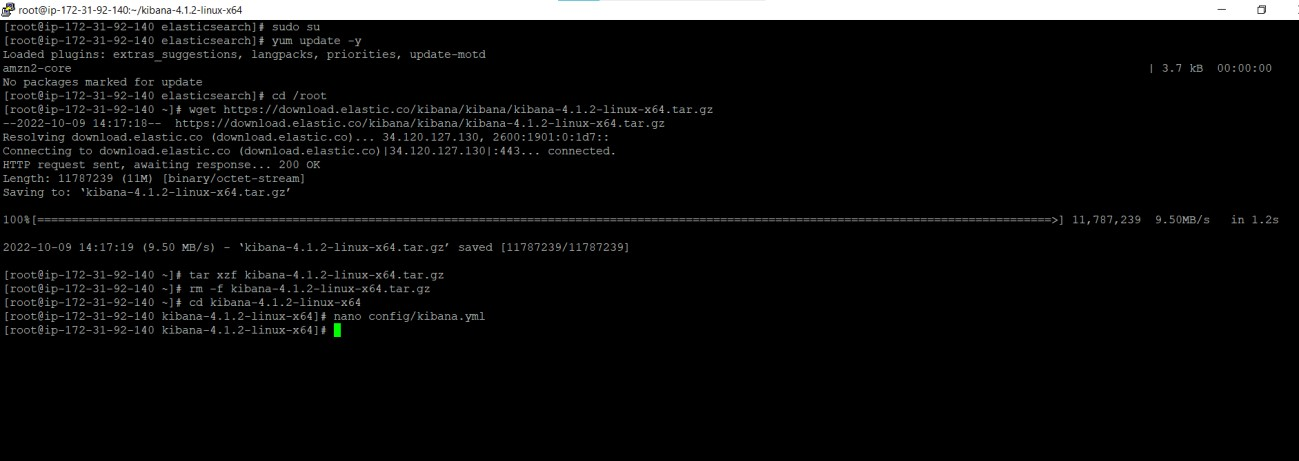 root@ip-172-31-92-140:~/kibana-4.1.2-linux-x64
[root@ip-172-31-92-140 elasticsearch]# sudo su
[root@ip-172-31-92-140 elasticsearch]# yum update -y
Loaded plugins: extras_suggestions, langpacks, priorities, update-motd
amzn2-core | 3.7 kB 00:00:00
No packages marked for update
[root@ip-172-31-92-140 elasticsearch]# cd /root
[root@ip-172-31-92-140 ~]# wget https://download.elastic.co/kibana/kibana/kibana-4.1.2-linux-x64.tar.gz
--2022-10-09 14:17:18-- https://download.elastic.co/kibana/kibana/kibana-4.1.2-linux-x64.tar.gz
Resolving download.elastic.co (download.elastic.co)... 34.120.127.130, 2600:1901:0:1d7::
Connecting to download.elastic.co (download.elastic.co)|34.120.127.130|:443... connected.
HTTP request sent, awaiting response... 200 OK
Length: 11787239 (11M) [binary/octet-stream]
Saving to: ‘kibana-4.1.2-linux-x64.tar.gz’
100%[======================================================================================================================================================>] 11,787,239 9.50MB/s in 1.2s
2022-10-09 14:17:19 (9.50 MB/s) - ‘kibana-4.1.2-linux-x64.tar.gz’ saved [11787239/11787239]
[root@ip-172-31-92-140 ~]# tar xzf kibana-4.1.2-linux-x64.tar.gz
[root@ip-172-31-92-140 ~]# rm -f kibana-4.1.2-linux-x64.tar.gz
[root@ip-172-31-92-140 ~]# cd kibana-4.1.2-linux-x64
[root@ip-172-31-92-140 kibana-4.1.2-linux-x64]# nano config/kibana.yml
[root@ip-172-31-92-140 kibana-4.1.2-linux-x64]#